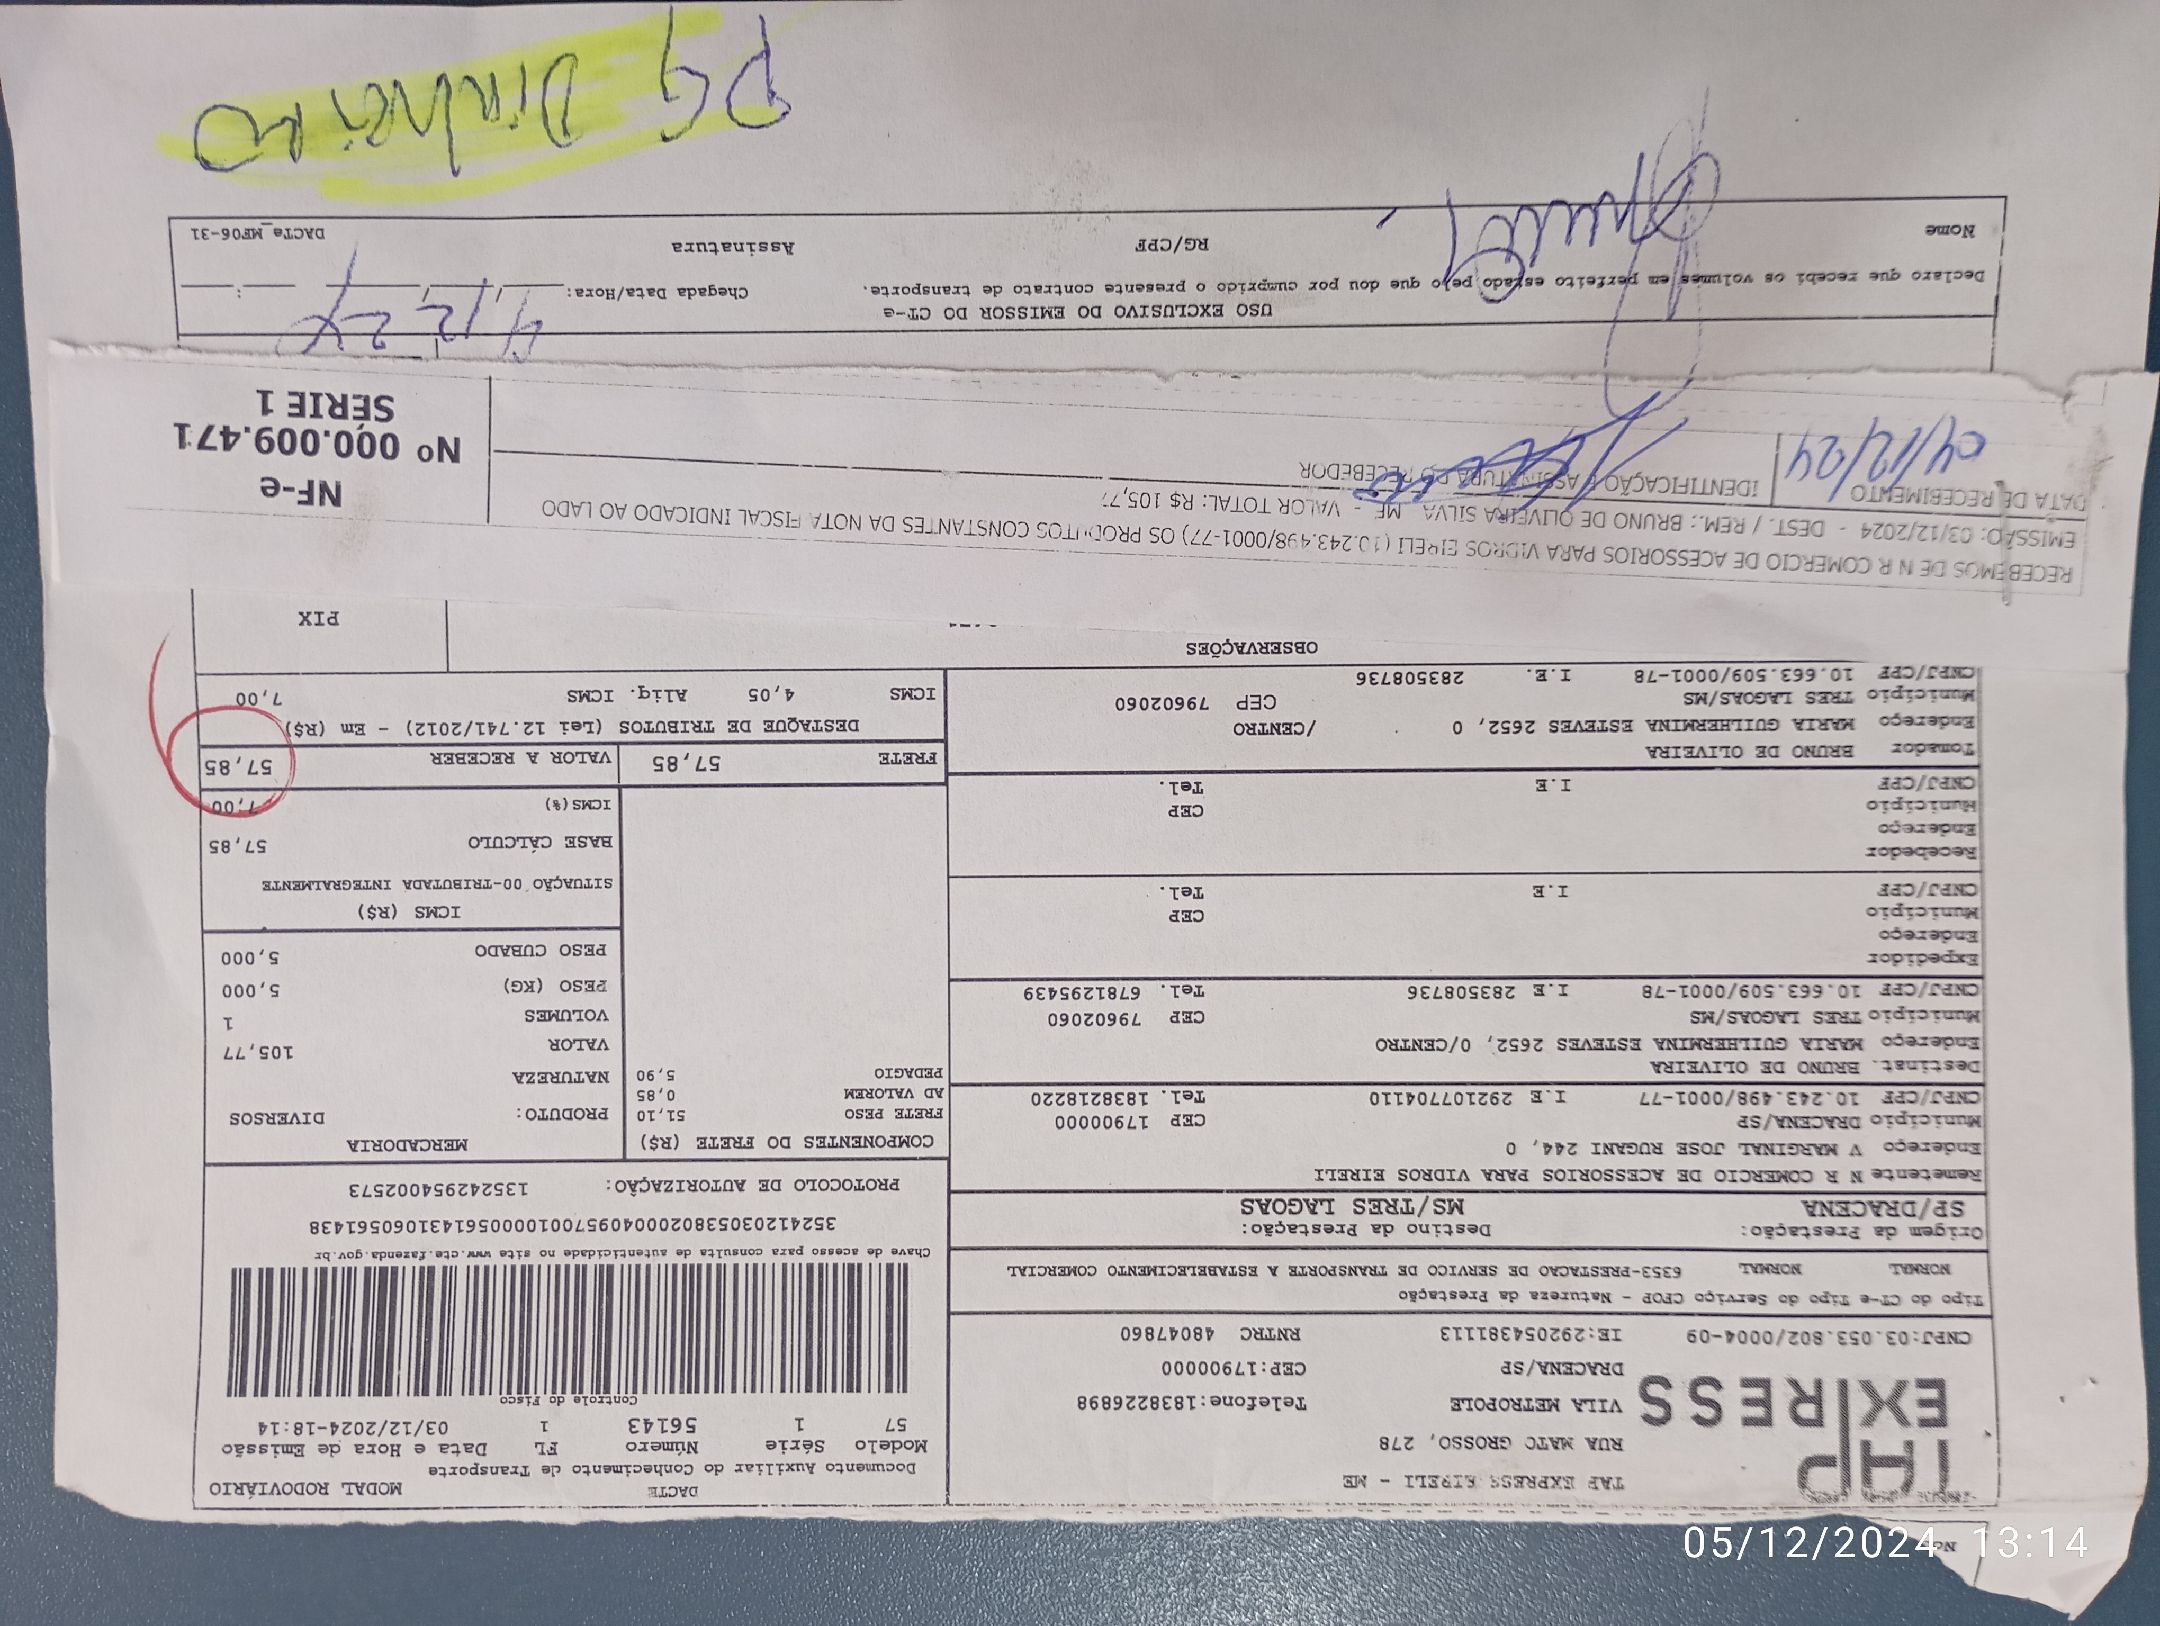 TAP
EXPRESS
TAP EXPRESS EIRELI - ME
RUA MATO GROSSO, 278
VILA METROPOLE Telefone:1838226898
DRACENA/SP CEP:17900000
CNPJ:03.053.802/0004-09 IE:292054381113 RNTRC 48047860
DACTE MODAL RODOVIÁRIO
Documento Auxiliar do Conhecimento de Transporte
Modelo Série Número FL Data e Hora de Emissão
57 1 56143 1 03/12/2024-18:14
Controle do Fisco
Chave de acesso para consulta de autenticidade no site www.cte.fazenda.gov.br
35241203053802000409570010000561431060561438
PROTOCOLO DE AUTORIZAÇÃO: 135242954002573
Tipo do CT-e Tipo do Serviço CFOP - Natureza da Prestação
NORMAL NORMAL 6353-PRESTACAO DE SERVICO DE TRANSPORTE A ESTABELECIMENTO COMERCIAL
Origem da Prestação: Destino da Prestação:
SP/DRACENA MS/TRES LAGOAS
Remetente N R COMERCIO DE ACESSORIOS PARA VIDROS EIRELI
Endereço V MARGINAL JOSE RUGANI 244, 0
Município DRACENA/SP CEP 17900000
CNPJ/CPF 10.243.498/0001-77 I.E 292107704110 Tel. 1838218220
Destinat. BRUNO DE OLIVEIRA
Endereço MARIA GUILHERMINA ESTEVES 2652, 0/CENTRO
Município TRES LAGOAS/MS CEP 79602060
CNPJ/CPF 10.663.509/0001-78 I.E 283508736 Tel. 6781295439
Expedidor
Endereço
Município CEP
CNPJ/CPF I.E Tel.
Recebedor
Endereço
Município CEP
CNPJ/CPF I.E Tel.
Tomador BRUNO DE OLIVEIRA
Endereço MARIA GUILHERMINA ESTEVES 2652, 0 /CENTRO
Município TRES LAGOAS/MS CEP 79602060
CNPJ/CPF 10.663.509/0001-78 I.E. 283508736
COMPONENTES DO FRETE (R$)
FRETE PESO 51,10
AD VALOREM 0,85
PEDAGIO 5,90
MERCADORIA
PRODUTO: DIVERSOS
NATUREZA
VALOR 105,77
VOLUMES 1
PESO (KG) 5,000
PESO CUBADO 5,000
ICMS (R$)
SITUAÇÃO 00-TRIBUTADA INTEGRALMENTE
BASE CÁLCULO 57,85
ICMS(%) 7,00
FRETE 57,85 VALOR A RECEBER 57,85
DESTAQUE DE TRIBUTOS (Lei 12.741/2012) - Em (R$)
ICMS 4,05 Aliq. ICMS 7,00
OBSERVAÇÕES
PIX
RECEBEMOS DE N R COMERCIO DE ACESSORIOS PARA VIDROS EIRELI (10.243.498/0001-77) OS PRODUTOS CONSTANTES DA NOTA FISCAL INDICADO AO LADO
EMISSÃO: 03/12/2024 - DEST. / REM.: BRUNO DE OLIVEIRA SILVA ME - VALOR TOTAL: R$ 105,77
DATA DE RECEBIMENTO IDENTIFICAÇÃO E ASSINATURA DO RECEBEDOR
04/12/24
NF-e
Nº 000.009.471
SÉRIE 1
USO EXCLUSIVO DO EMISSOR DO CT-e
4/12 24
Declaro que recebi os volumes em perfeito estado pelo que dou por cumprido o presente contrato de transporte. Chegada Data/Hora:
Nome RG/CPF Assinatura
DACTe_MF06-31
PG Dinheiro
05/12/2024 13:14